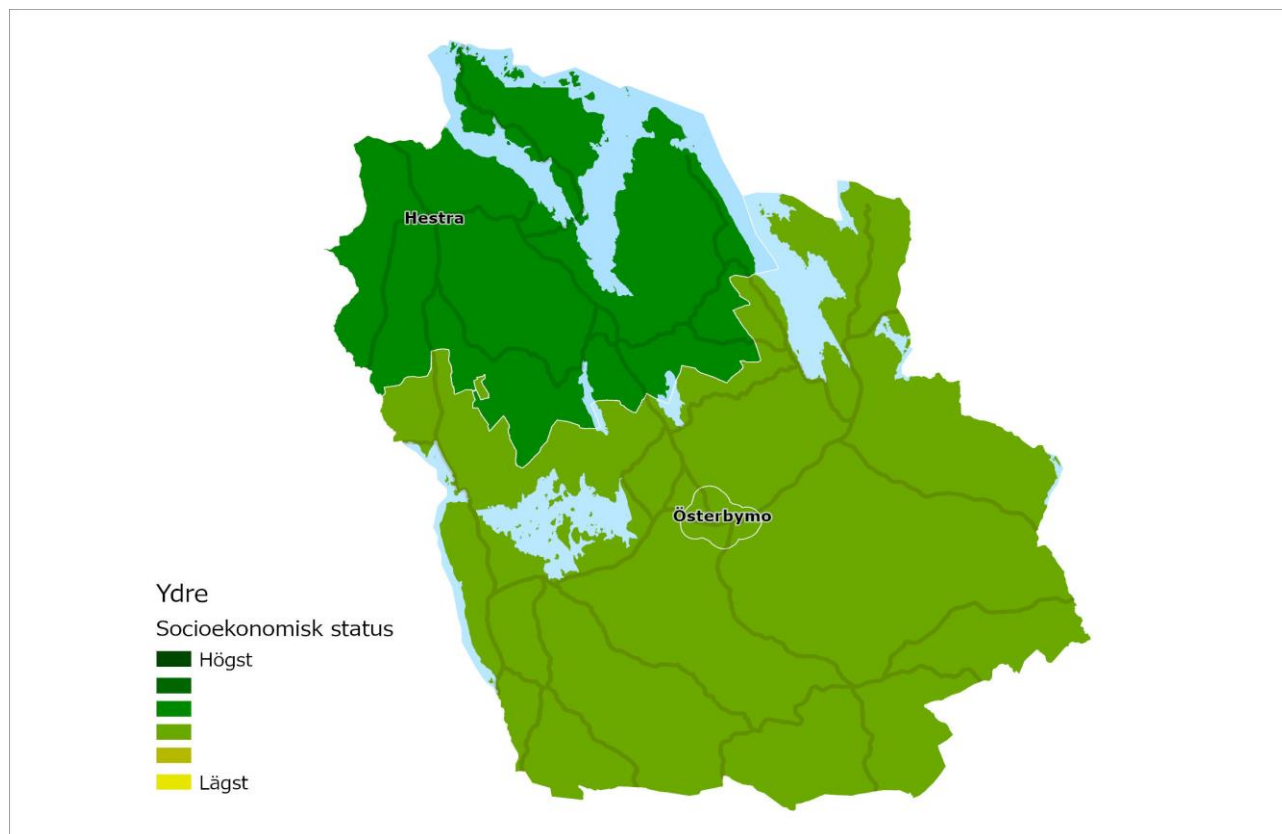 Hestra
Österbymo
Ydre
Socioekonomisk status
Högst
Lägst